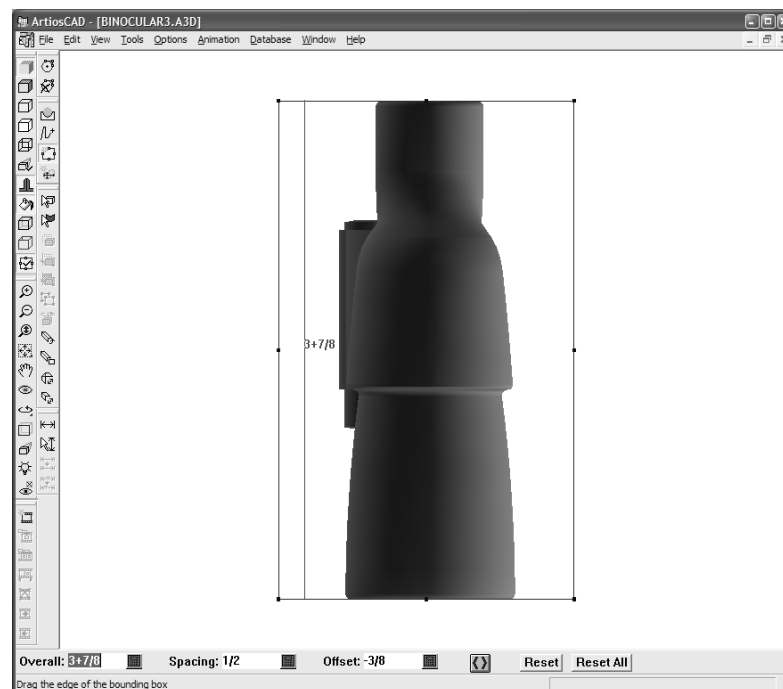 ArtiosCAD - [BINOCULAR3.A3D]
File Edit View Tools Options Animation Database Window Help
3+7/8
Overall: 3+7/8 Spacing: 1/2 Offset: -3/8 Reset Reset All
Drag the edge of the bounding box